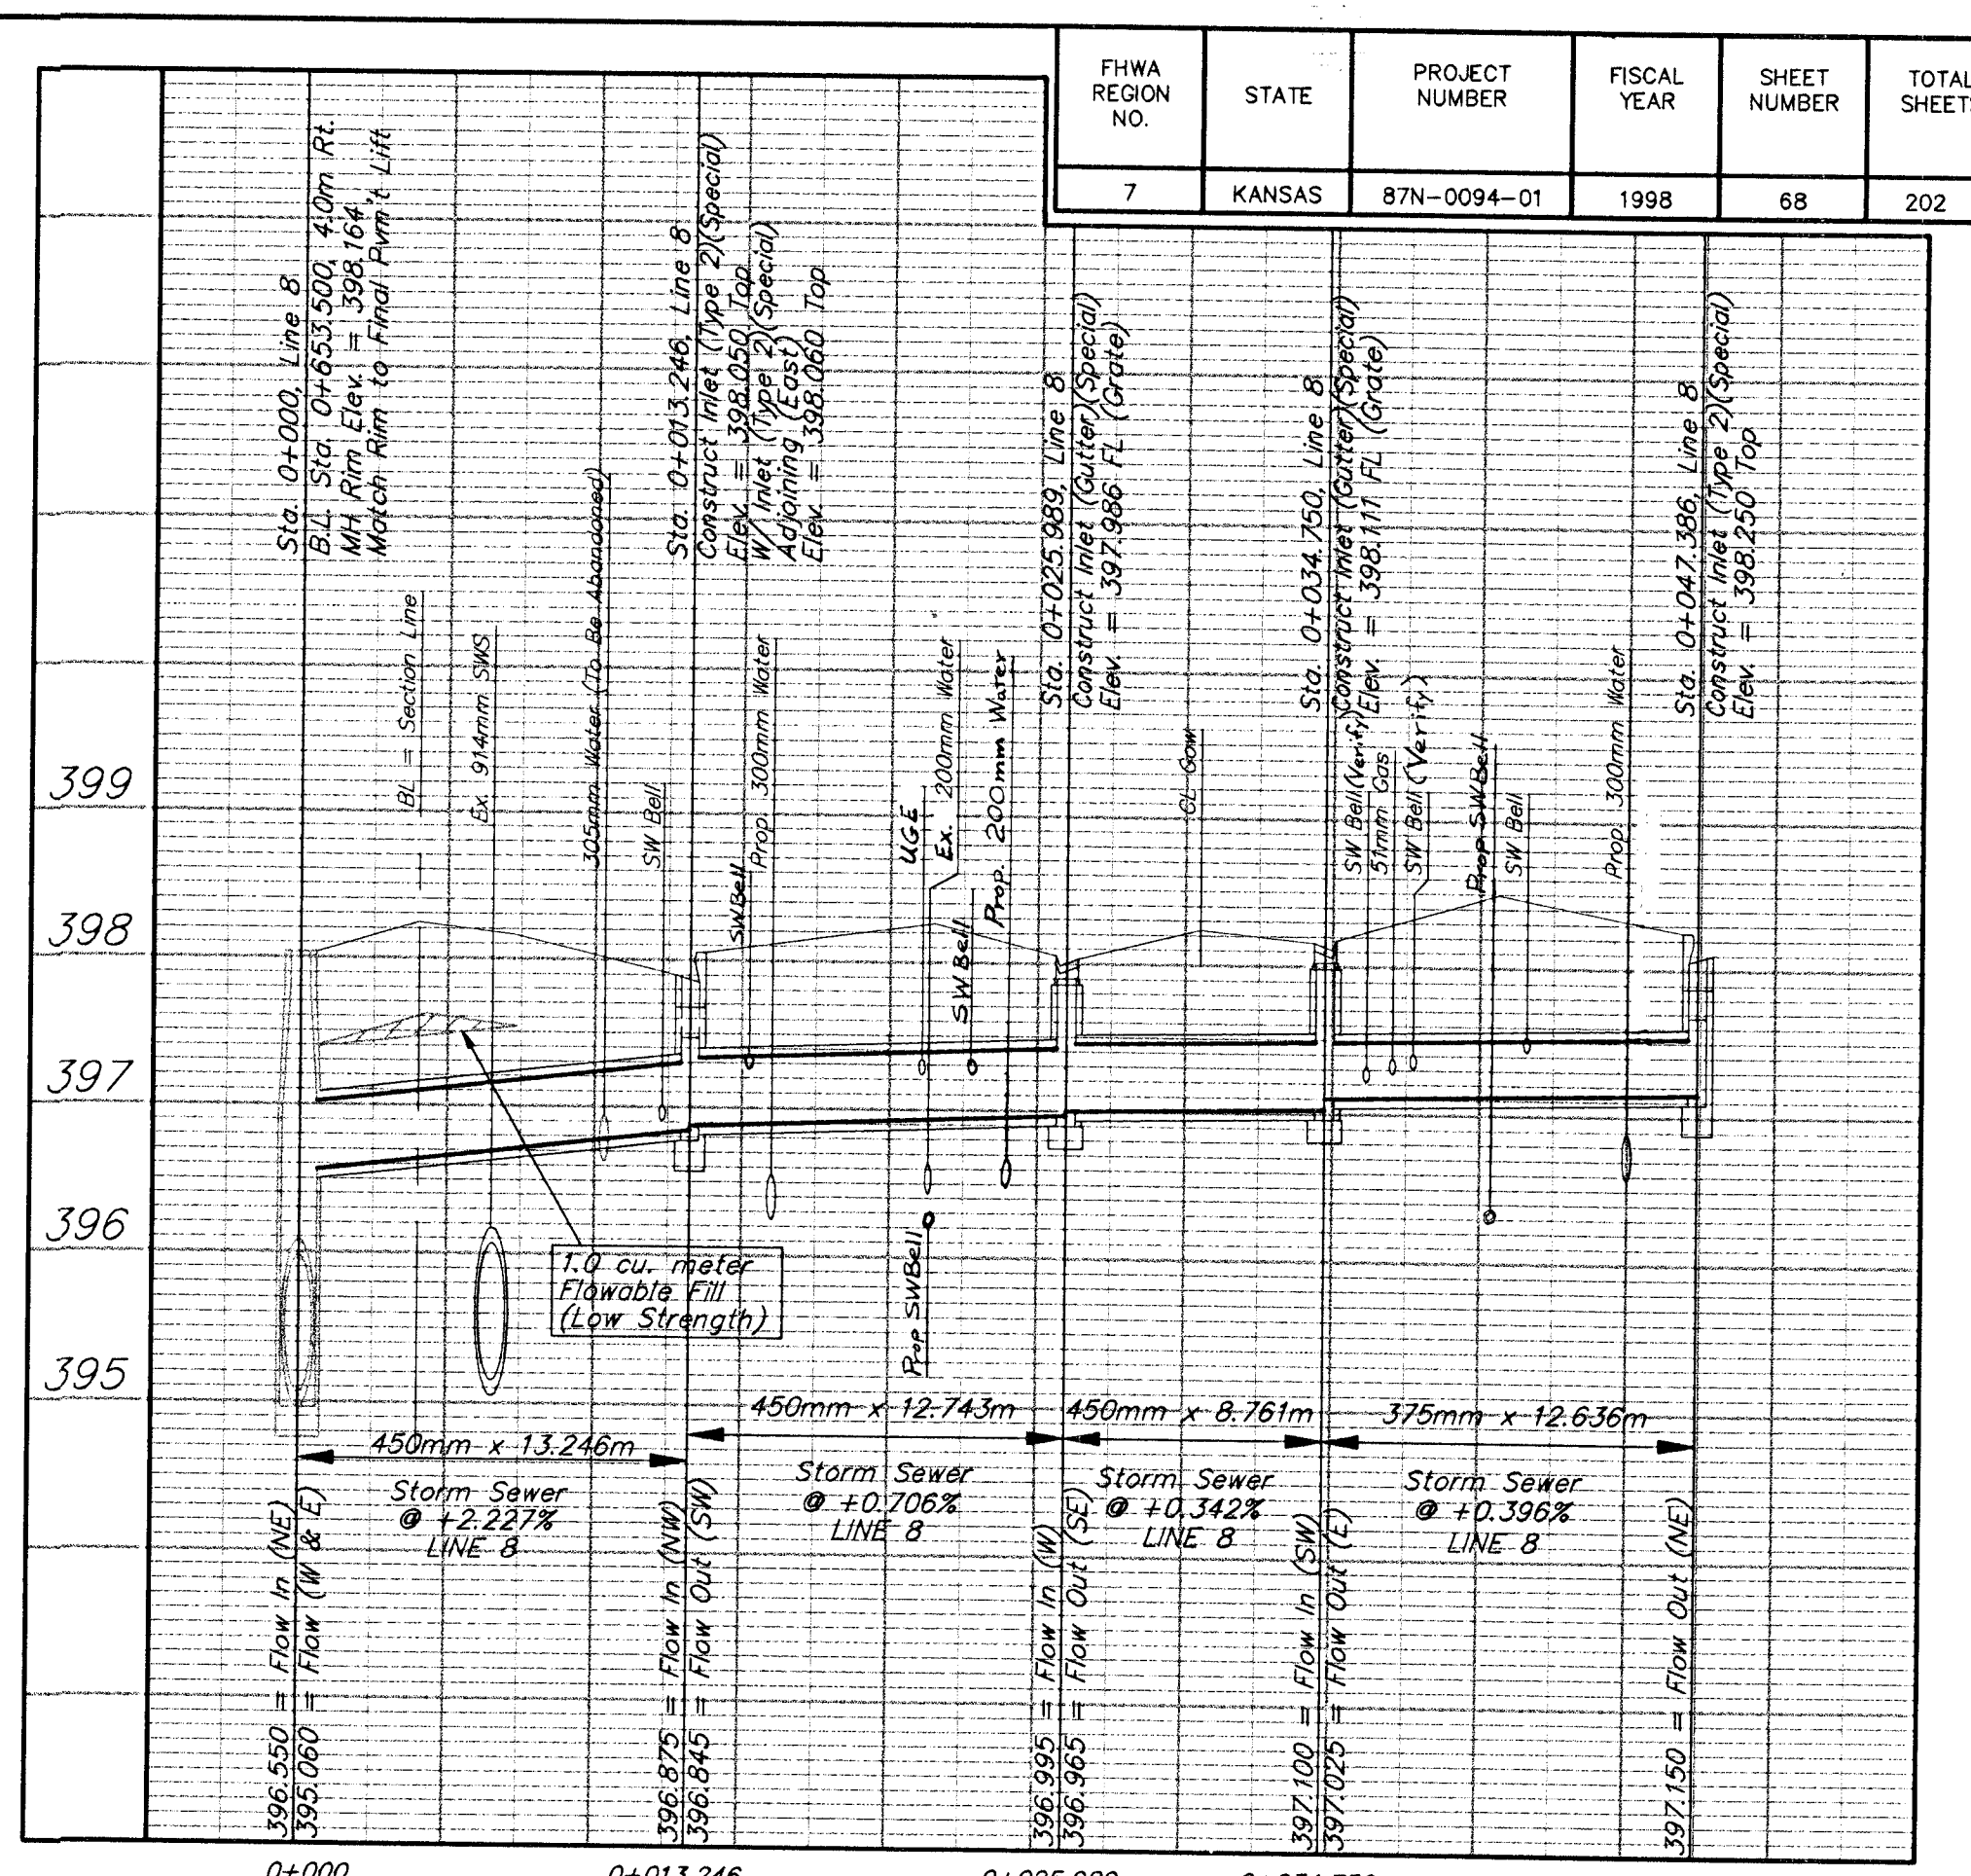 FHWA REGION NO.
STATE
PROJECT NUMBER
FISCAL YEAR
SHEET NUMBER
TOTAL
7
KANSAS
87N-0094-01
1998
68
202
Sta. 0+000, Line 8
B.L. Sta. 0+653.500, 4.0m Rt.
MH Rim Elev. = 398.164
Match Rim to Final Pvm't Lift
Sta. 0+013.246, Line 8
Construct Inlet (Type 2)(Special)
Elev. = 398.050 Top
W/ Inlet (Type 2)(Special)
Adjoining (East)
Elev. = 398.060 Top
Sta. 0+025.989, Line 8
Construct Inlet (Gutter)(Special)
Elev. = 397.986 FL (Grate)
Sta. 0+034.750, Line 8
Construct Inlet (Gutter)(Special)
Elev. = 398.111 FL (Grate)
Sta. 0+047.386, Line 8
Construct Inlet (Type 2)(Special)
Elev. = 398.250 Top
BL = Section Line
Ex. 914mm SWS
305mm Water (To Be Abandoned)
SW Bell
SWBell
Prop. 300mm Water
UGE
Ex. 200mm Water
SWBell
Prop. 200mm Water
CL Gow
SW Bell (Verify)
51mm Gas
SW Bell (Verify)
Prop SWBell
SW Bell
Prop. 300mm Water
399
398
397
396
395
1.0 cu. meter
Flowable Fill
(Low Strength)
Prop SWBell
450mm x 13.246m
Storm Sewer
@ +2.227%
LINE 8
450mm x 12.743m
Storm Sewer
@ +0.706%
LINE 8
450mm x 8.761m
Storm Sewer
@ +0.342%
LINE 8
375mm x 12.636m
Storm Sewer
@ +0.396%
LINE 8
396.550 = Flow In (NE)
395.060 = Flow (W & E)
396.875 = Flow In (NW)
396.845 = Flow Out (SW)
396.995 = Flow In (W)
396.965 = Flow Out (SE)
397.100 = Flow In (SW)
397.025 = Flow Out (E)
397.150 = Flow Out (NE)
0+000
0+013.246